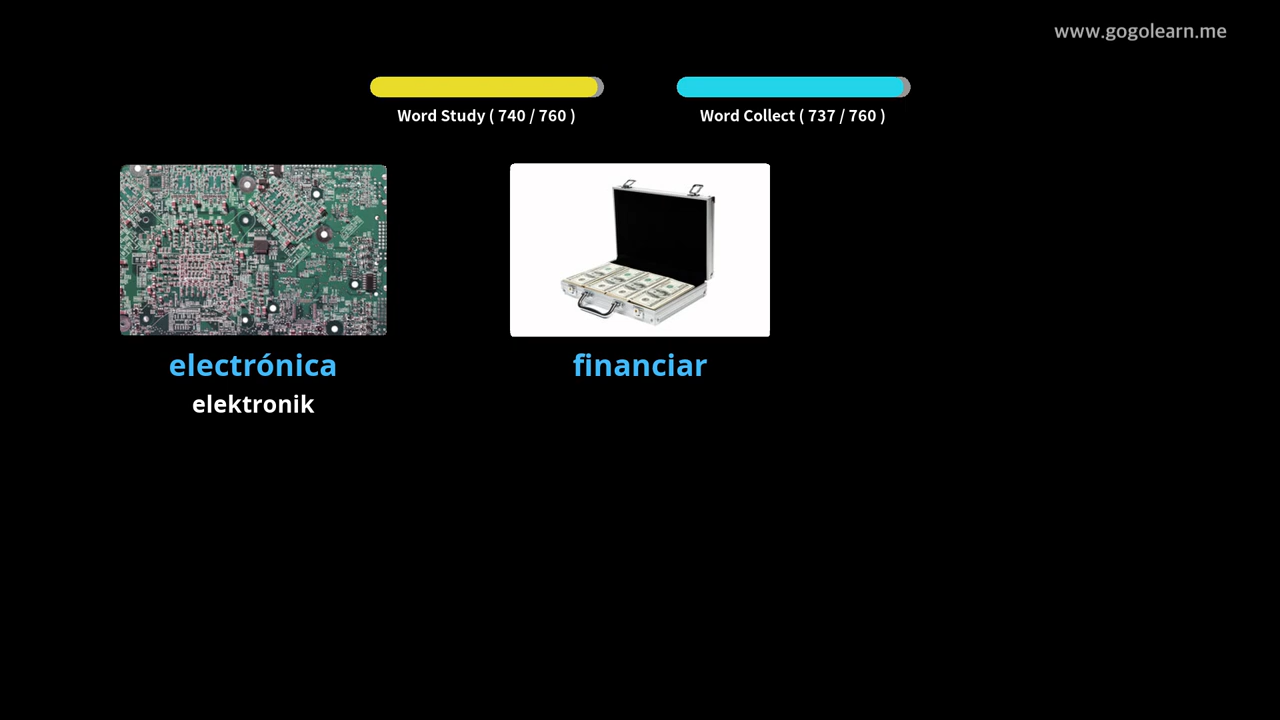 www.gogolearn.me
Word Study ( 740 / 760 )
Word Collect ( 737 / 760 )
electrónica
elektronik
financiar